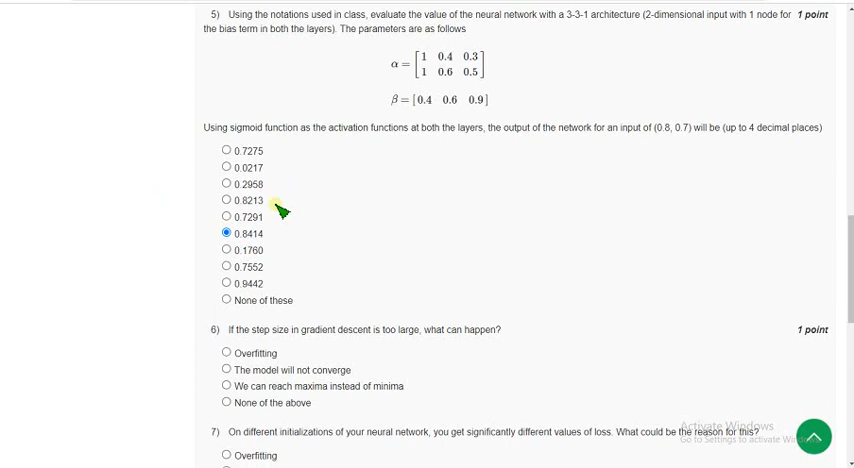 5) Using the notations used in class, evaluate the value of the neural network with a 3-3-1 architecture (2-dimensional input with 1 node for 1 point
the bias term in both the layers). The parameters are as follows
α = [1 0.4 0.3
1 0.6 0.5]
β = [0.4 0.6 0.9]
Using sigmoid function as the activation functions at both the layers, the output of the network for an input of (0.8, 0.7) will be (up to 4 decimal places)
0.7275
0.0217
0.2958
0.8213
0.7291
0.8414
0.1760
0.7552
0.9442
None of these
6) If the step size in gradient descent is too large, what can happen? 1 point
Overfitting
The model will not converge
We can reach maxima instead of minima
None of the above
7) On different initializations of your neural network, you get significantly different values of loss. What could be the reason for this?
Overfitting
Activate Windows
Go to Settings to activate Windows.